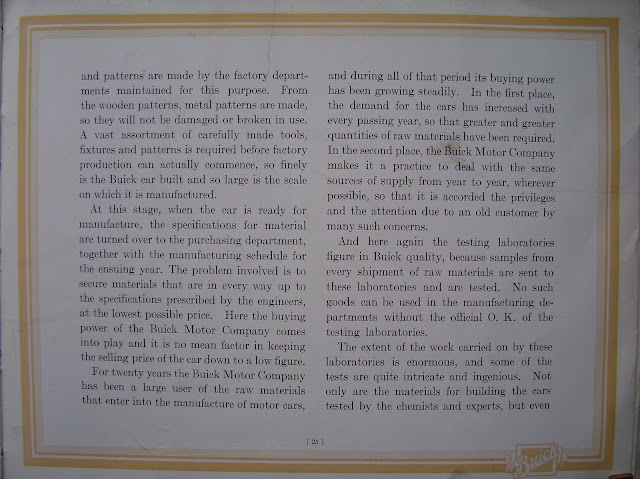 and patterns are made by the factory depart-
ments maintained for this purpose. From
the wooden patterns, metal patterns are made,
so they will not be damaged or broken in use.
A vast assortment of carefully made tools,
fixtures and patterns is required before factory
production can actually commence, so finely
is the Buick car built and so large is the scale
on which it is manufactured.
At this stage, when the car is ready for
manufacture, the specifications for material
are turned over to the purchasing department,
together with the manufacturing schedule for
the ensuing year. The problem involved is to
secure materials that are in every way up to
the specifications prescribed by the engineers,
at the lowest possible price. Here the buying
power of the Buick Motor Company comes
into play and it is no mean factor in keeping
the selling price of the car down to a low figure.
For twenty years the Buick Motor Company
has been a large user of the raw materials
that enter into the manufacture of motor cars,
and during all of that period its buying power
has been growing steadily. In the first place,
the demand for the cars has increased with
every passing year, so that greater and greater
quantities of raw materials have been required.
In the second place, the Buick Motor Company
makes it a practice to deal with the same
sources of supply from year to year, wherever
possible, so that it is accorded the privileges
and the attention due to an old customer by
many such concerns.
And here again the testing laboratories
figure in Buick quality, because samples from
every shipment of raw materials are sent to
these laboratories and are tested. No such
goods can be used in the manufacturing de-
partments without the official O. K. of the
testing laboratories.
The extent of the work carried on by these
laboratories is enormous, and some of the
tests are quite intricate and ingenious. Not
only are the materials for building the cars
tested by the chemists and experts, but even
Buick